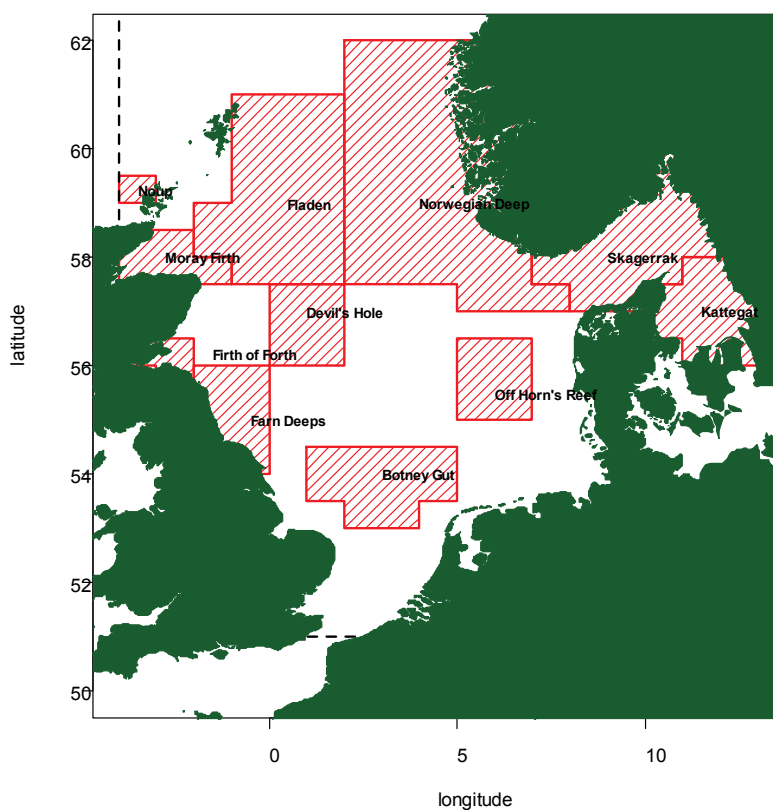 62
60
58
56
54
52
50
latitude
Noup
Fladen
Norwegian Deep
Moray Firth
Skagerrak
Devil's Hole
Kattegat
Firth of Forth
Off Horn's Reef
Farn Deeps
Botney Gut
0
5
10
longitude